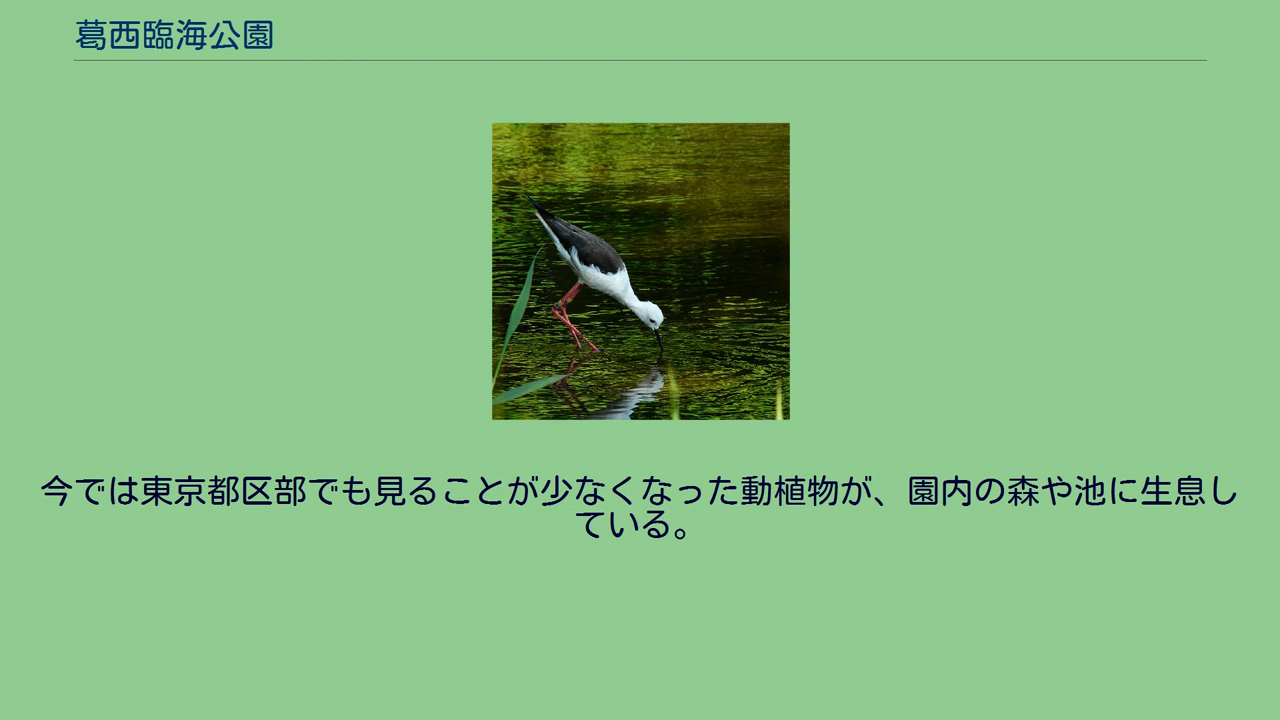 葛西臨海公園
今では東京都区部でも見ることが少なくなった動植物が、園内の森や池に生息し
ている。